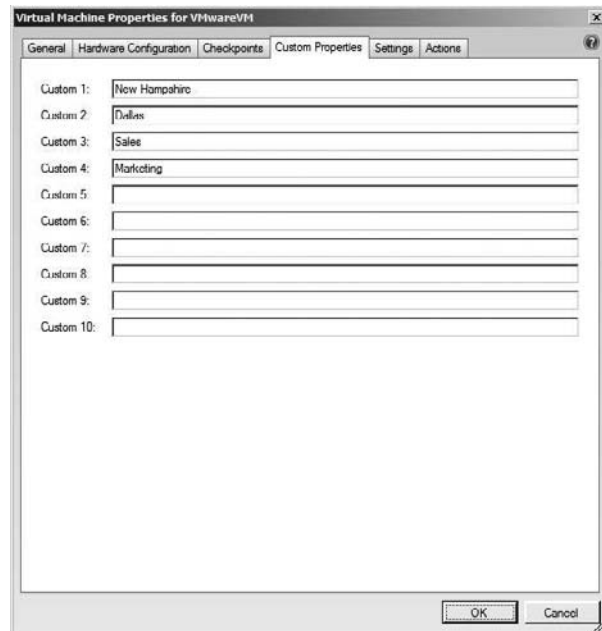 Virtual Machine Properties for VMwareVM
General Hardware Configuration Checkpoints Custom Properties Settings Actions
Custom 1: New Hampshire
Custom 2: Dallas
Custom 3: Sales
Custom 4: Marketing
Custom 5:
Custom 6:
Custom 7:
Custom 8:
Custom 9:
Custom 10:
OK Cancel